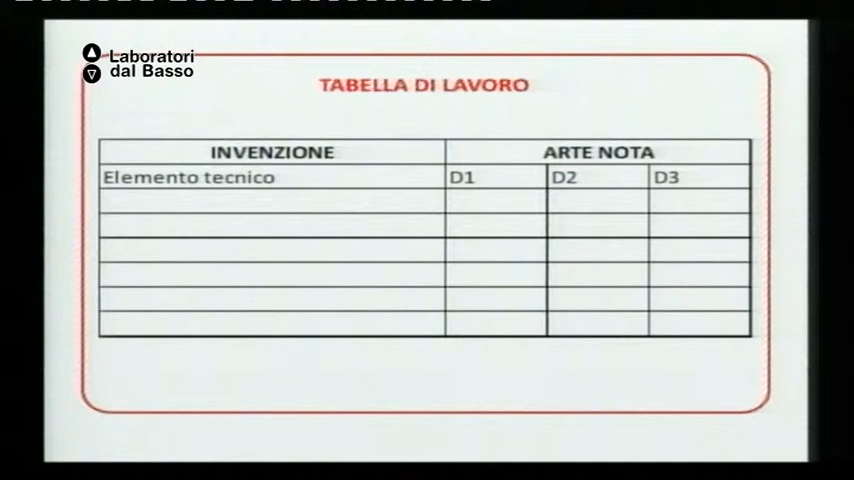 Laboratori
dal Basso
TABELLA DI LAVORO
INVENZIONE ARTE NOTA
Elemento tecnico D1 D2 D3